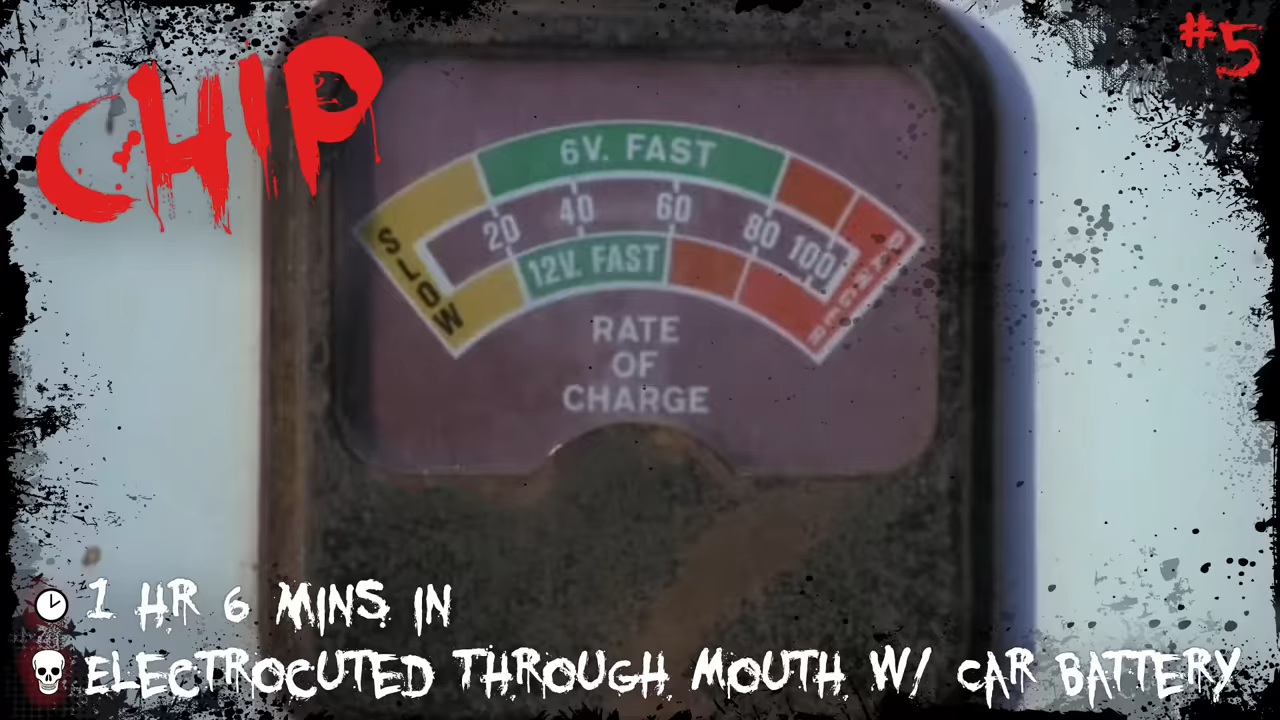 CHIP
#5
6V. FAST
20 40 60 80 100
SLOW
12V. FAST
DANGER
RATE
OF
CHARGE
1 HR 6 MINS IN
ELECTROCUTED THROUGH MOUTH W/ CAR BATTERY